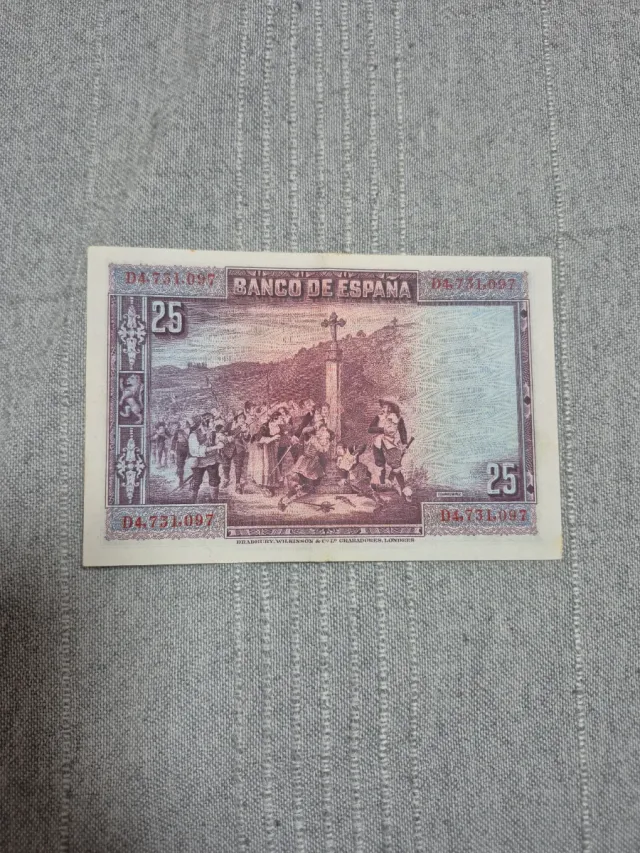 D4,731,097 BANCO DE ESPAÑA D4,731,097
25
25
D4,731,097 D4,731,097
BRADBURY, WILKINSON & Cº Lᴰ GRABADORES, LONDRES